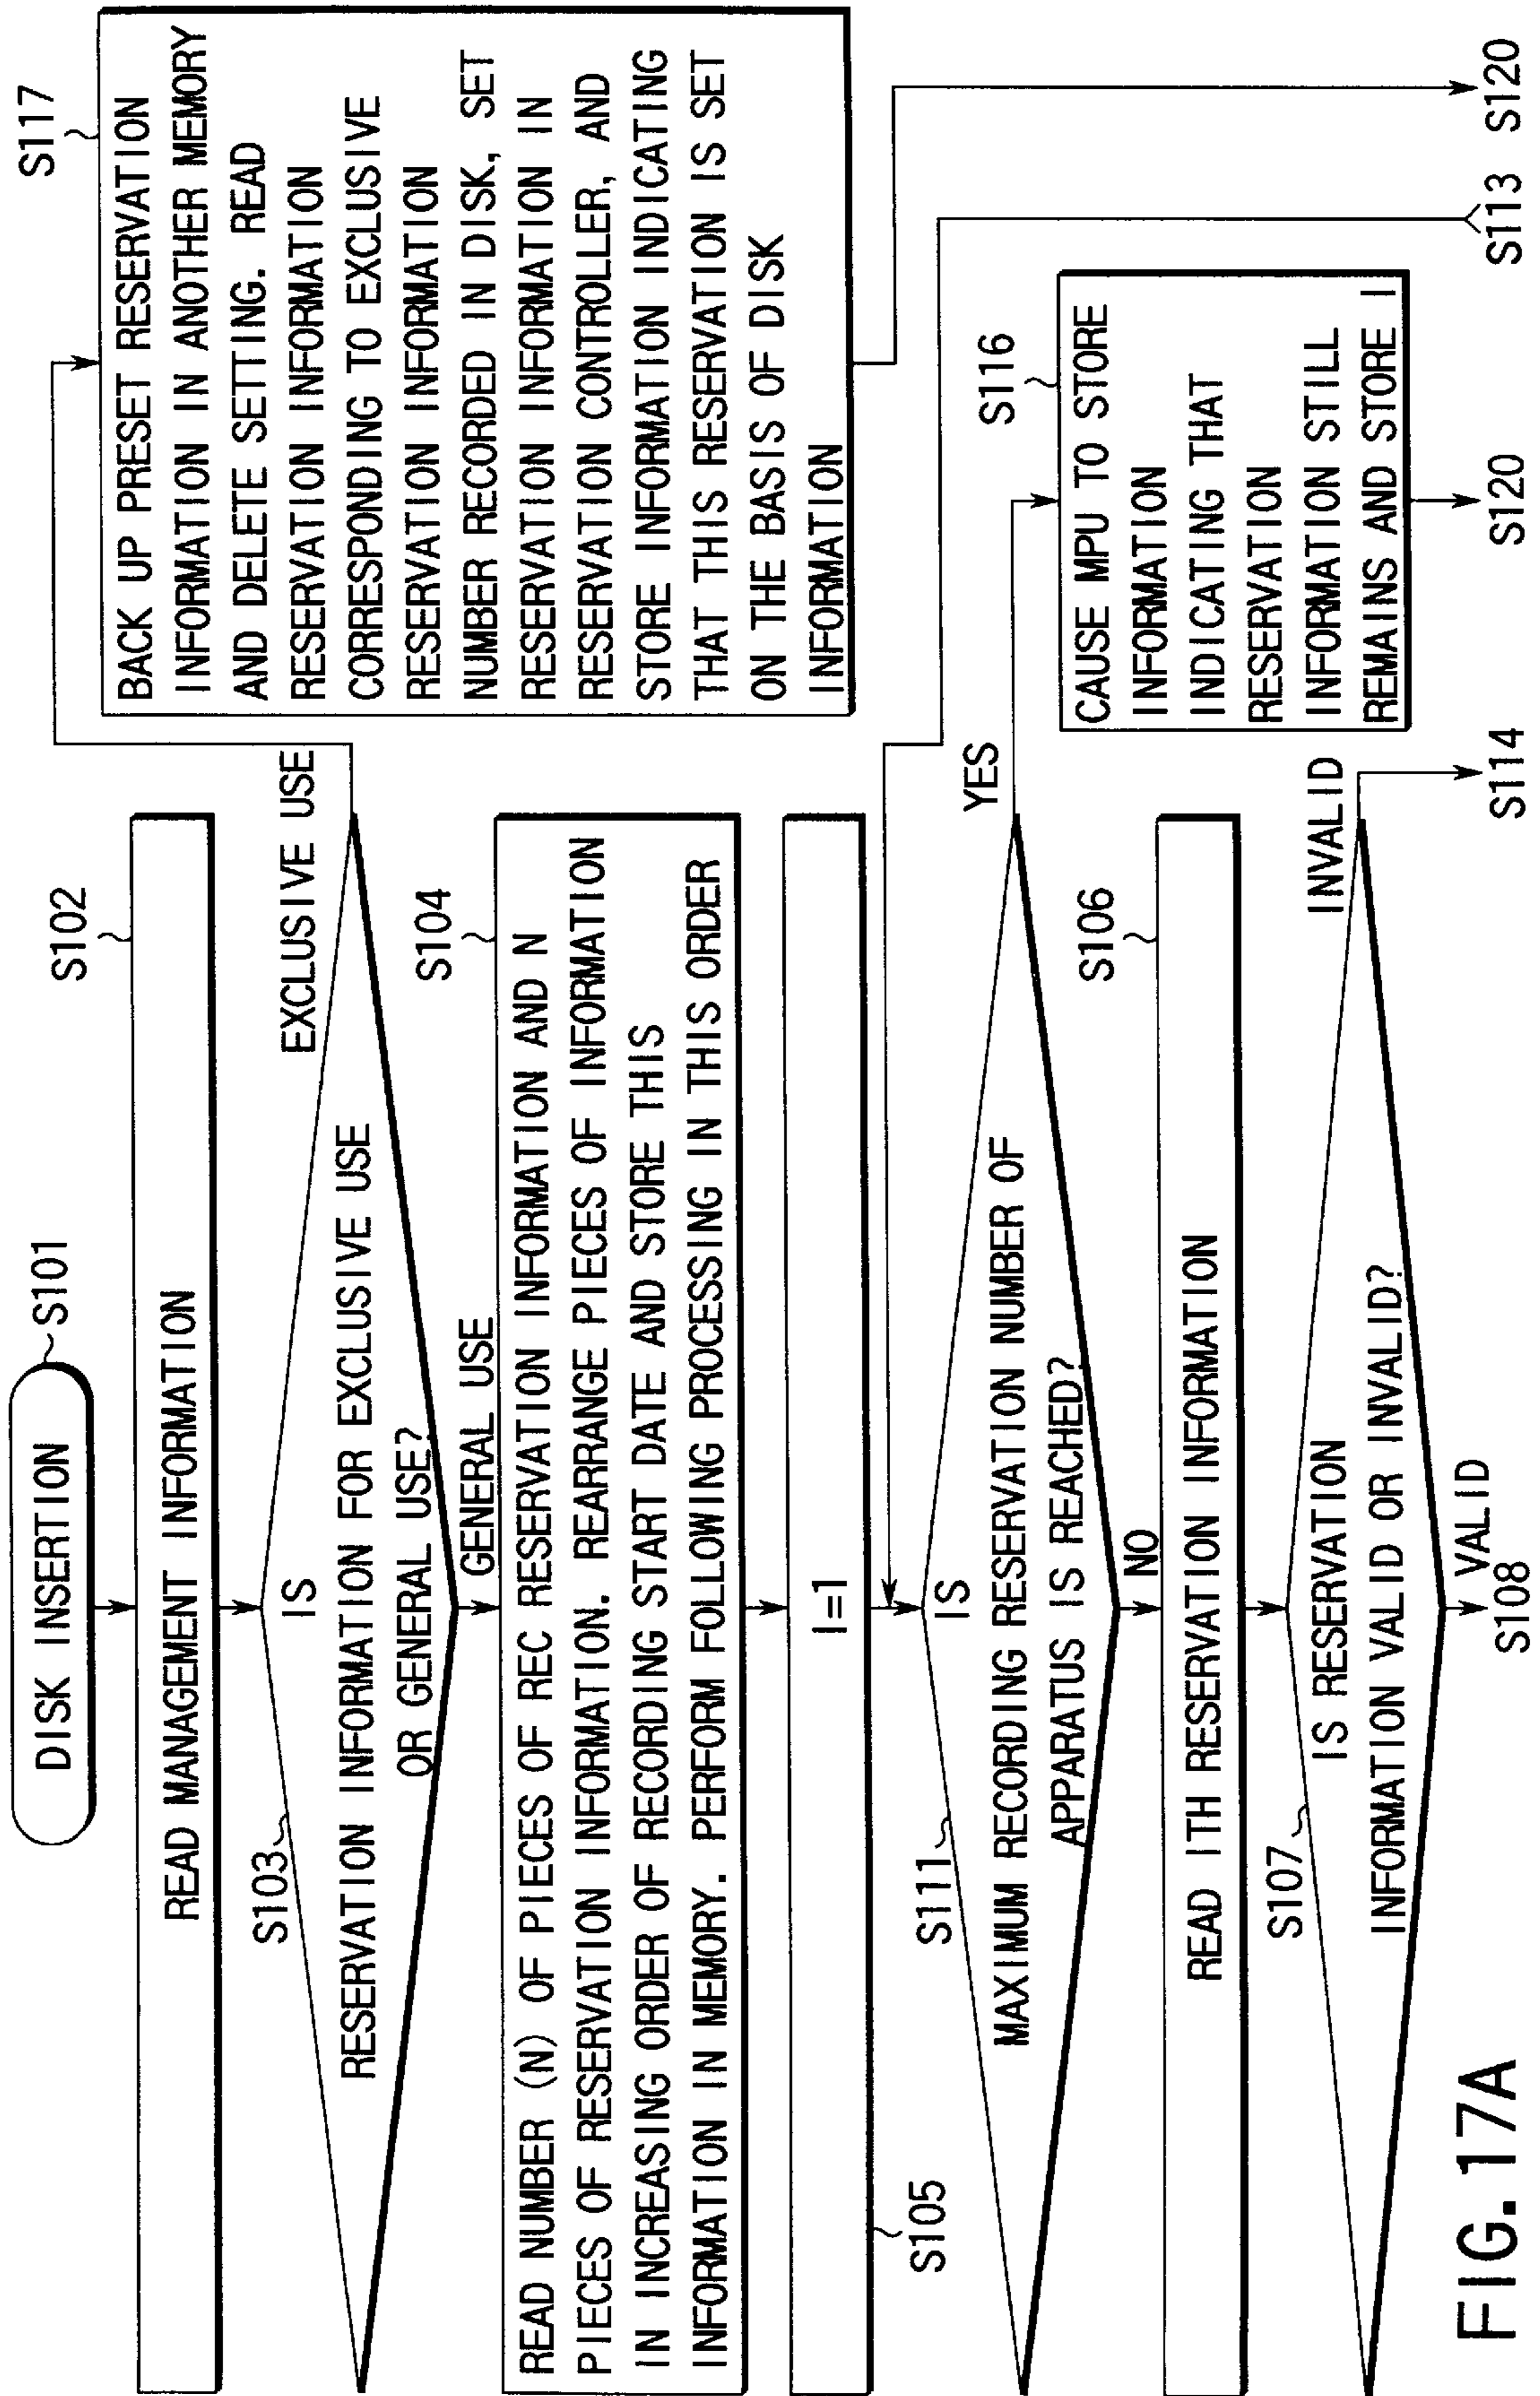 DISK INSERTION
S101
S102
READ MANAGEMENT INFORMATION
S103
IS
RESERVATION INFORMATION FOR EXCLUSIVE USE
OR GENERAL USE?
EXCLUSIVE USE
GENERAL USE
S117
BACK UP PRESET RESERVATION
INFORMATION IN ANOTHER MEMORY
AND DELETE SETTING. READ
RESERVATION INFORMATION
CORRESPONDING TO EXCLUSIVE
RESERVATION INFORMATION
NUMBER RECORDED IN DISK, SET
RESERVATION INFORMATION IN
RESERVATION CONTROLLER, AND
STORE INFORMATION INDICATING
THAT THIS RESERVATION IS SET
ON THE BASIS OF DISK
INFORMATION
S104
READ NUMBER (N) OF PIECES OF REC RESERVATION INFORMATION AND N
PIECES OF RESERVATION INFORMATION. REARRANGE PIECES OF INFORMATION
IN INCREASING ORDER OF RECORDING START DATE AND STORE THIS
INFORMATION IN MEMORY. PERFORM FOLLOWING PROCESSING IN THIS ORDER
I=1
S105
S111
IS
MAXIMUM RECORDING RESERVATION NUMBER OF
APPARATUS IS REACHED?
YES
NO
S116
CAUSE MPU TO STORE
INFORMATION
INDICATING THAT
RESERVATION
INFORMATION STILL
REMAINS AND STORE I
S106
READ ITH RESERVATION INFORMATION
S107
IS RESERVATION
INFORMATION VALID OR INVALID?
INVALID
VALID
S108
S114
S120
S113
S120
FIG. 17A